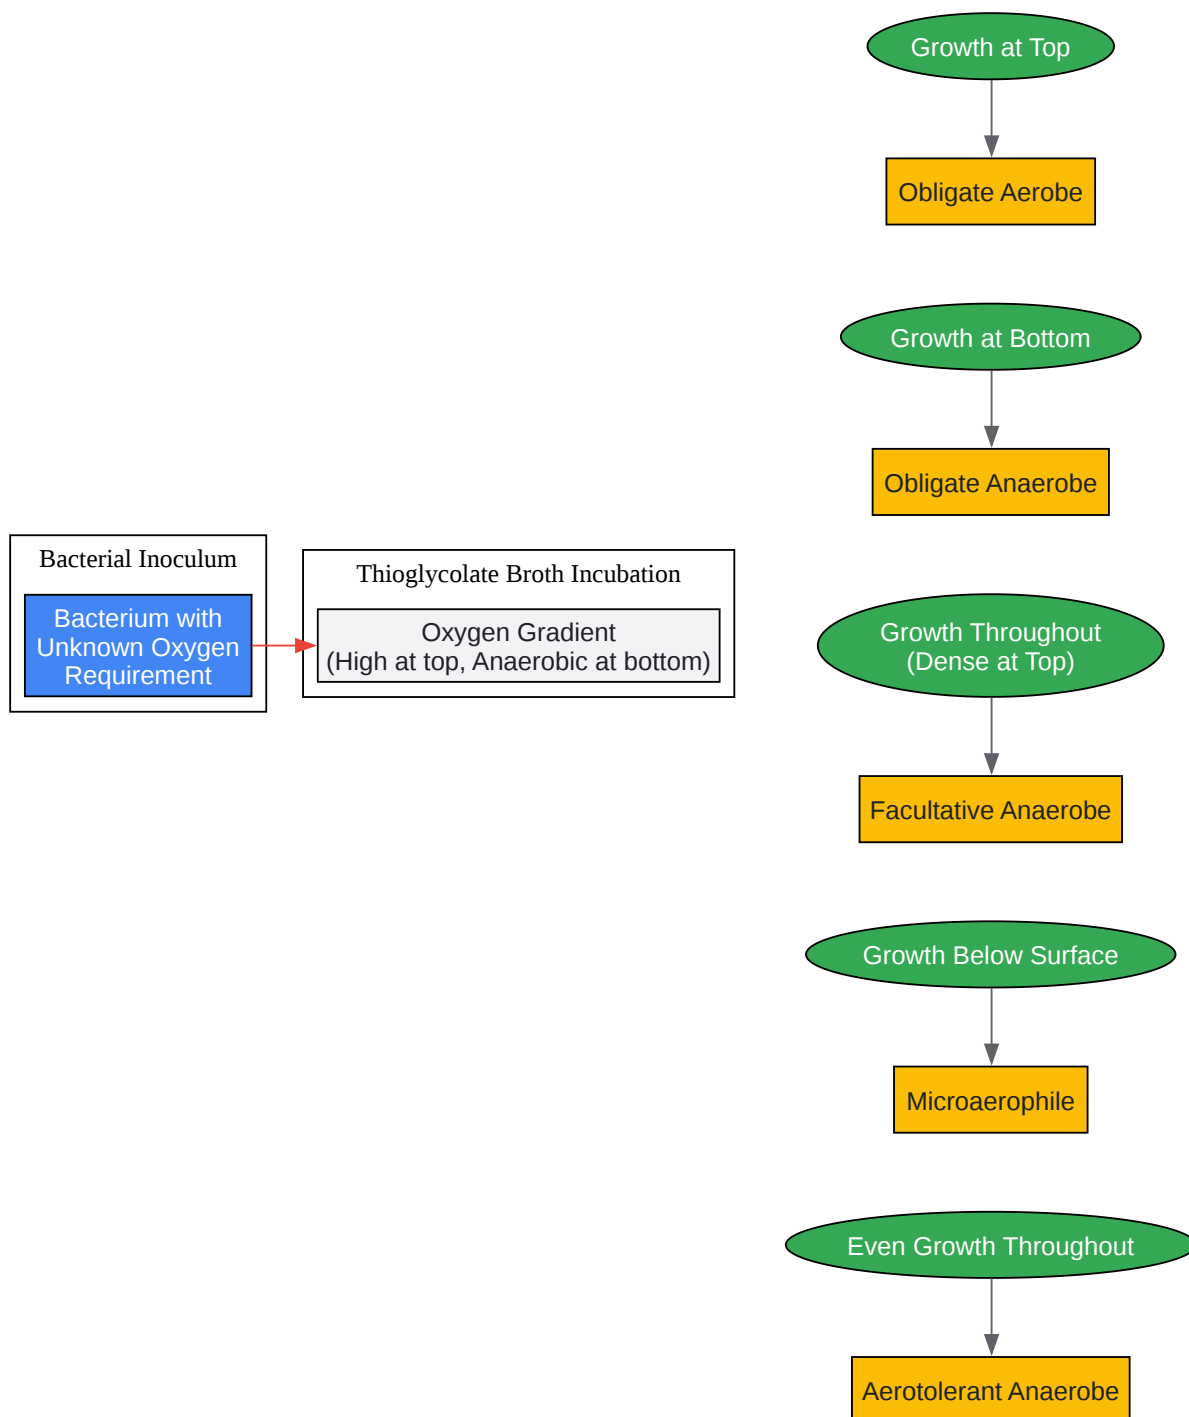 Growth at Top
Obligate Aerobe
Growth at Bottom
Obligate Anaerobe
Bacterial Inoculum
Bacterium with
Unknown Oxygen
Requirement
Thioglycolate Broth Incubation
Oxygen Gradient
(High at top, Anaerobic at bottom)
Growth Throughout
(Dense at Top)
Facultative Anaerobe
Growth Below Surface
Microaerophile
Even Growth Throughout
Aerotolerant Anaerobe